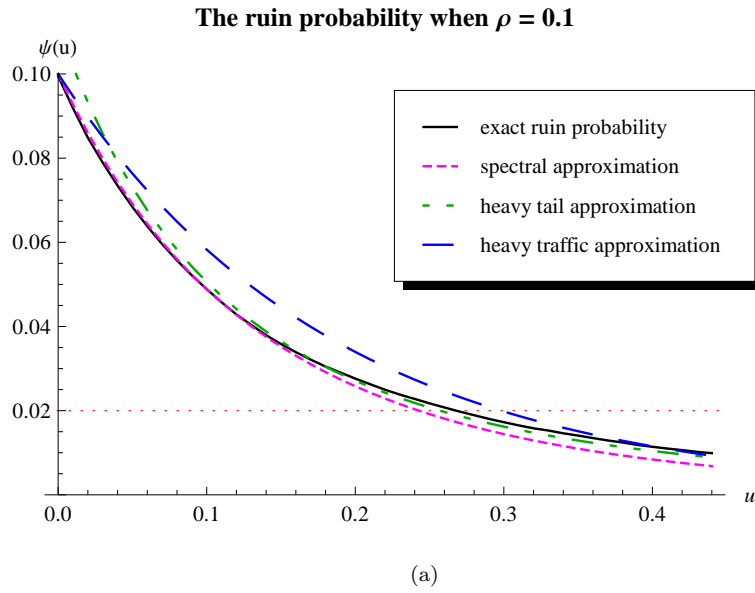 The ruin probability when ρ = 0.1
ψ(u)
0.10
0.08
0.06
0.04
0.02
0.0 0.1 0.2 0.3 0.4 u
exact ruin probability
spectral approximation
heavy tail approximation
heavy traffic approximation
(a)